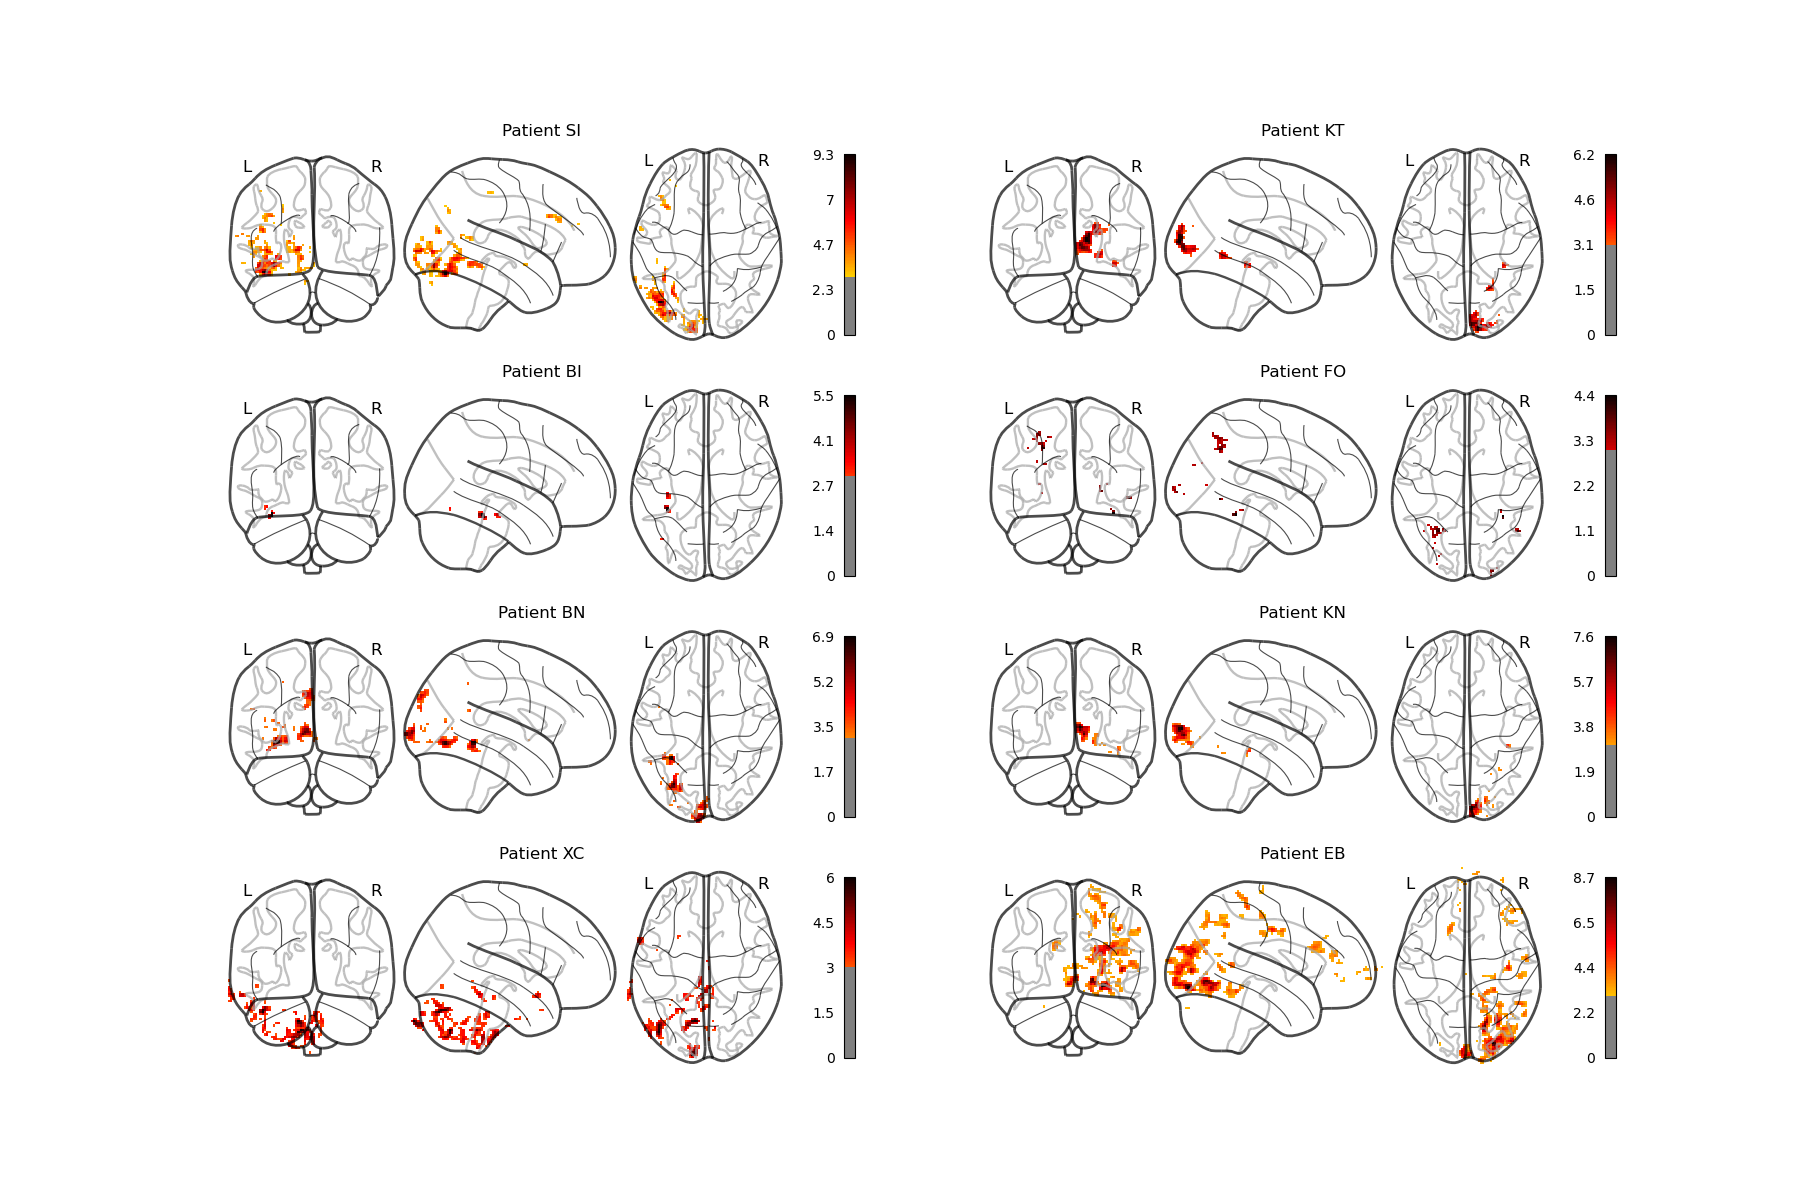 Patient SI
L R L R
9.3
7
4.7
2.3
0
Patient KT
L R L R
6.2
4.6
3.1
1.5
0
Patient BI
L R L R
5.5
4.1
2.7
1.4
0
Patient FO
L R L R
4.4
3.3
2.2
1.1
0
Patient BN
L R L R
6.9
5.2
3.5
1.7
0
Patient KN
L R L R
7.6
5.7
3.8
1.9
0
Patient XC
L R L R
6
4.5
3
1.5
0
Patient EB
L R L R
8.7
6.5
4.4
2.2
0